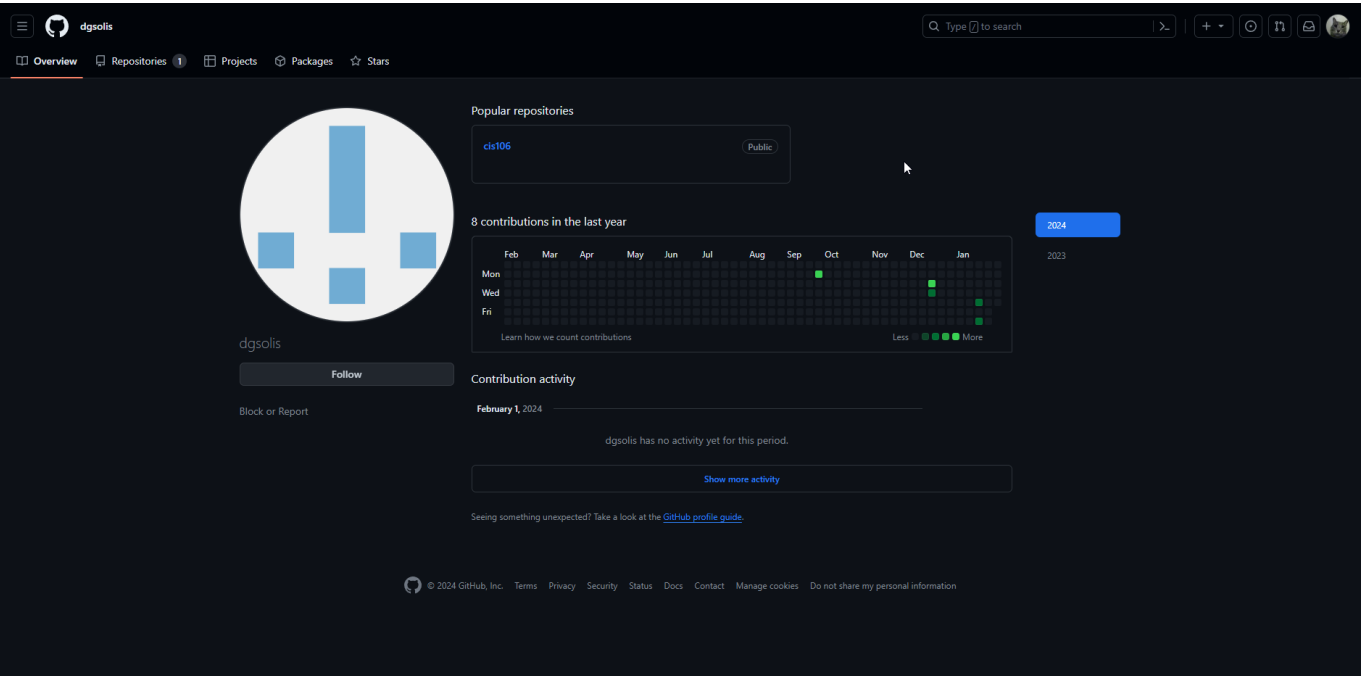 dgsolis
Type / to search
Overview Repositories 1 Projects Packages Stars
Popular repositories
cis106 Public
8 contributions in the last year
2024
2023
Feb Mar Apr May Jun Jul Aug Sep Oct Nov Dec Jan
Mon
Wed
Fri
Learn how we count contributions Less More
dgsolis
Follow
Block or Report
Contribution activity
February 1, 2024
dgsolis has no activity yet for this period.
Show more activity
Seeing something unexpected? Take a look at the GitHub profile guide.
© 2024 GitHub, Inc. Terms Privacy Security Status Docs Contact Manage cookies Do not share my personal information